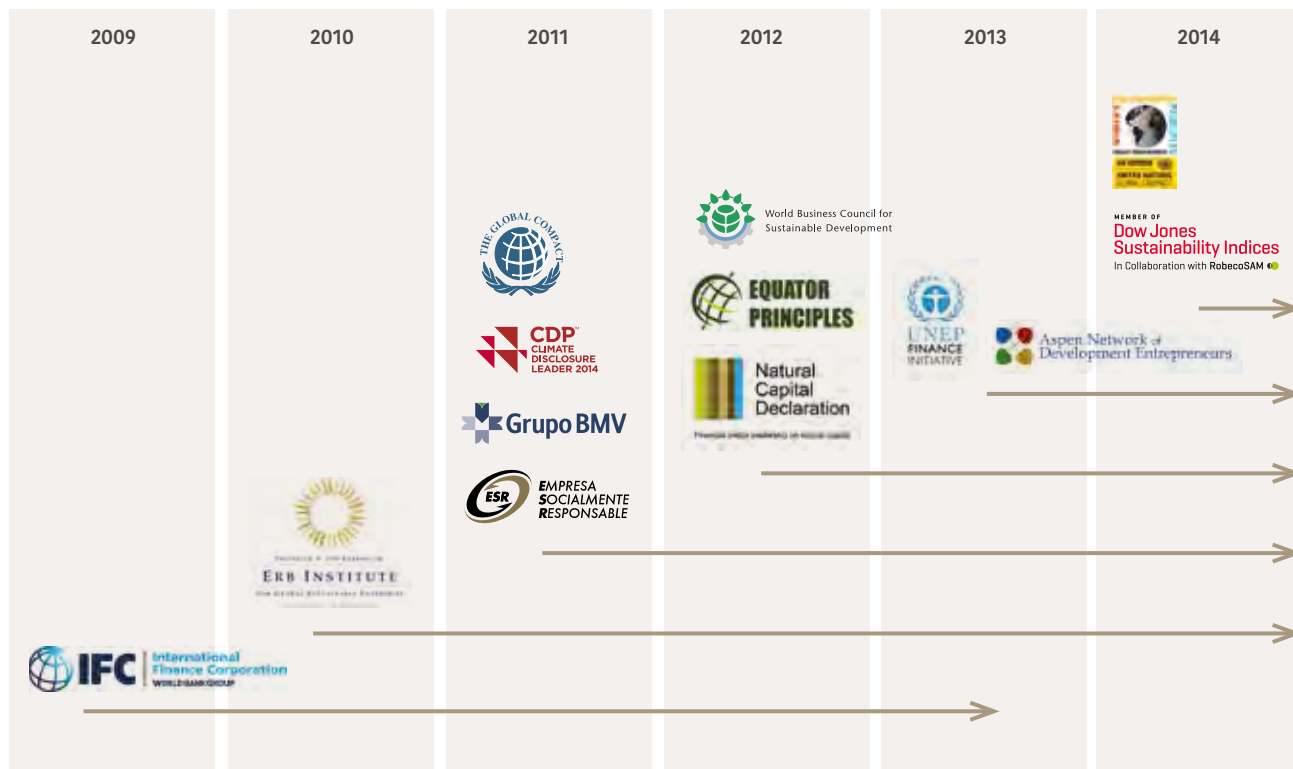 2009
2010
2011
2012
2013
2014
MEMBER OF
Dow Jones
Sustainability Indices
In Collaboration with RobecoSAM
World Business Council for
Sustainable Development
THE GLOBAL COMPACT
EQUATOR
PRINCIPLES
UNEP
FINANCE
INITIATIVE
Aspen Network of
Development Entrepreneurs
CDP™
CLIMATE
DISCLOSURE
LEADER 2014
Natural
Capital
Declaration
Grupo BMV
ESR
EMPRESA
SOCIALMENTE
RESPONSABLE
ERB INSTITUTE
IFC
International
Finance Corporation
WORLD BANK GROUP